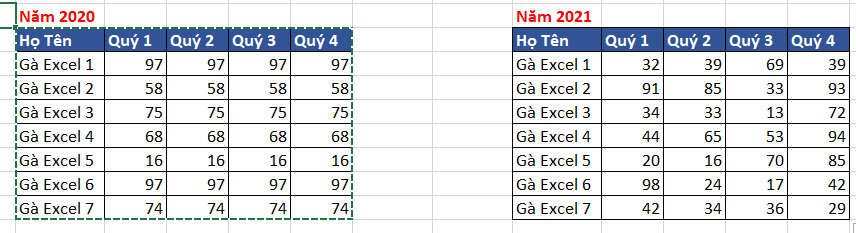 Năm 2020 Năm 2021
Họ Tên Quý 1 Quý 2 Quý 3 Quý 4 Họ Tên Quý 1 Quý 2 Quý 3 Quý 4
Gà Excel 1 97 97 97 97 Gà Excel 1 32 39 69 39
Gà Excel 2 58 58 58 58 Gà Excel 2 91 85 33 93
Gà Excel 3 75 75 75 75 Gà Excel 3 34 33 13 72
Gà Excel 4 68 68 68 68 Gà Excel 4 44 65 53 94
Gà Excel 5 16 16 16 16 Gà Excel 5 20 16 70 85
Gà Excel 6 97 97 97 97 Gà Excel 6 98 24 17 42
Gà Excel 7 74 74 74 74 Gà Excel 7 42 34 36 29